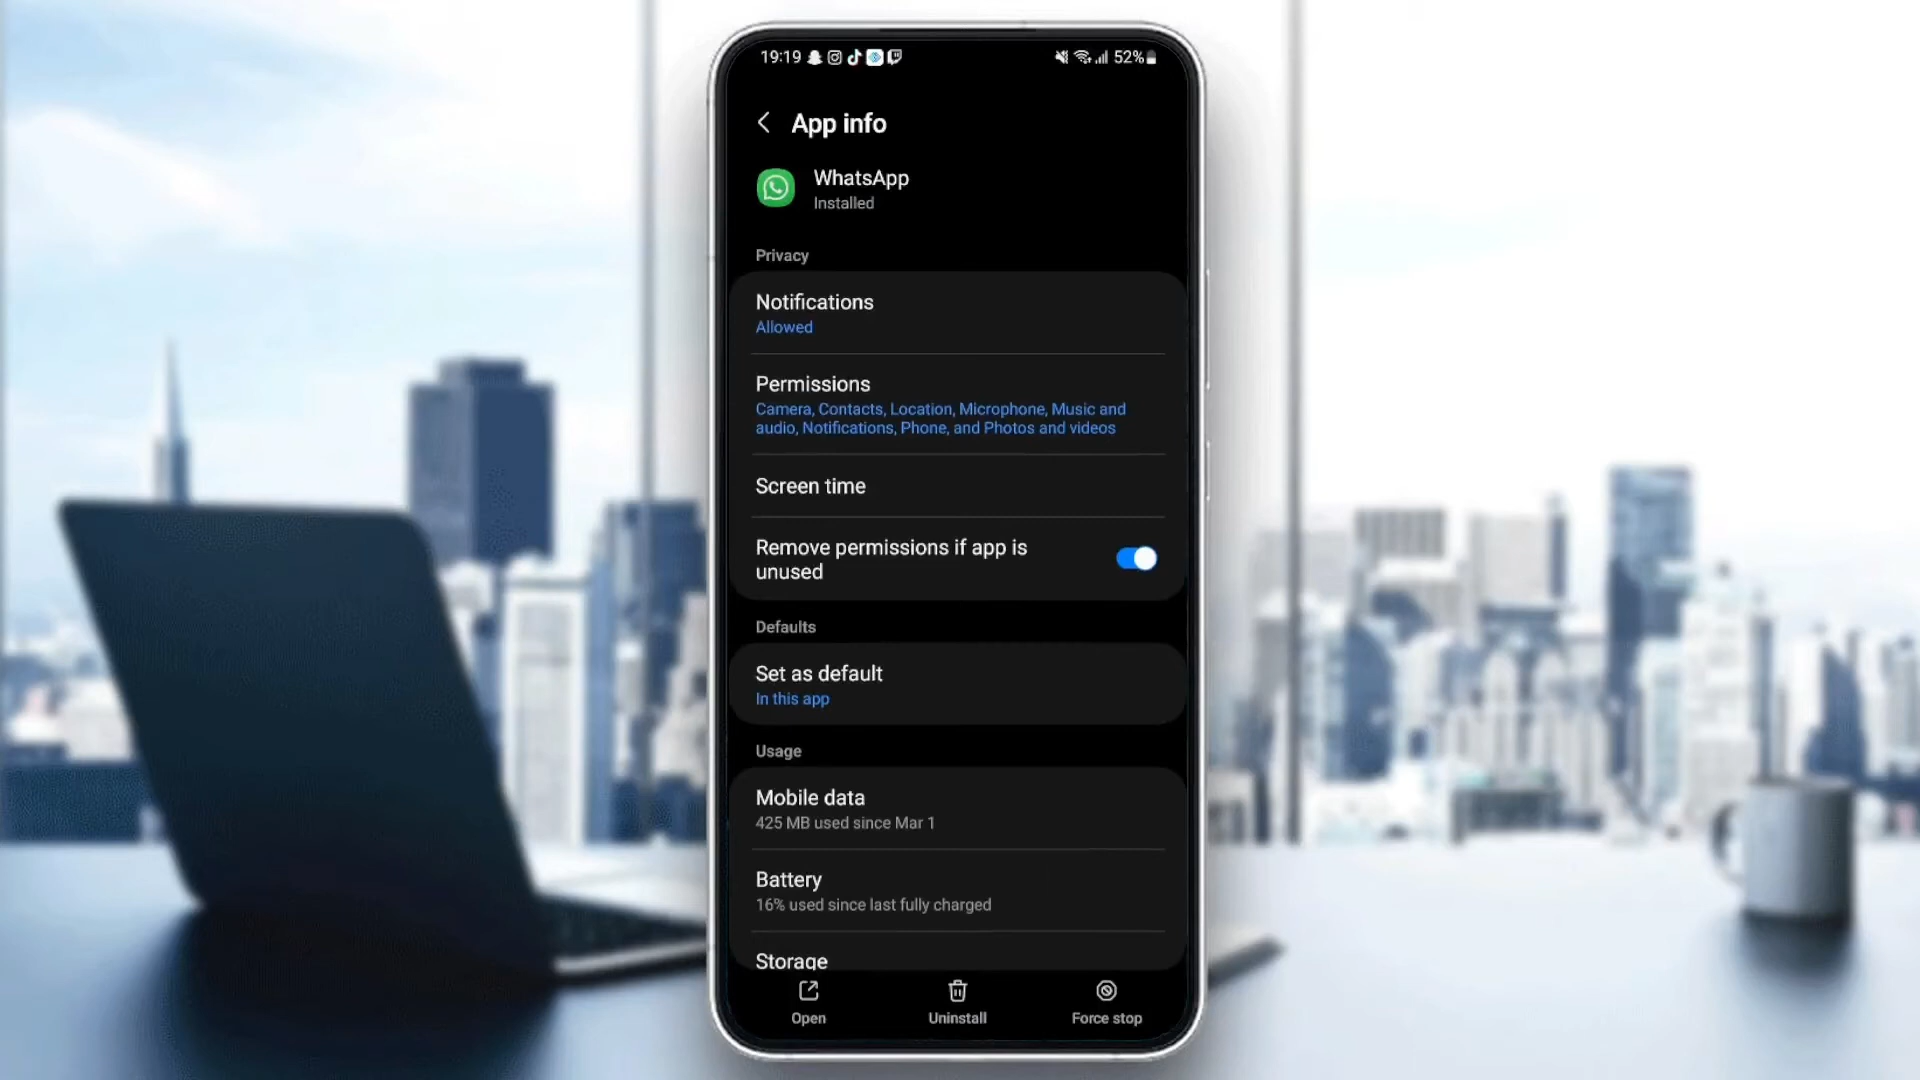 19:19 52%
App info
WhatsApp
Installed
Privacy
Notifications
Allowed
Permissions
Camera, Contacts, Location, Microphone, Music and
audio, Notifications, Phone, and Photos and videos
Screen time
Remove permissions if app is
unused
Defaults
Set as default
In this app
Usage
Mobile data
425 MB used since Mar 1
Battery
16% used since last fully charged
Storage
Open Uninstall Force stop